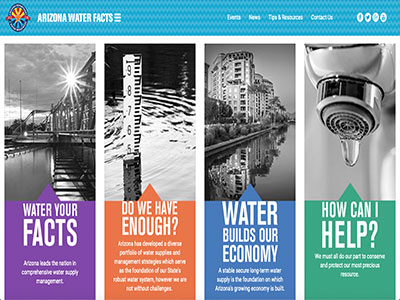 ARIZONA WATER FACTS
Events News Tips & Resources Contact Us
8
7
6
5
WATER YOUR
FACTS
Arizona leads the nation in
comprehensive water supply
management.
DO WE HAVE
ENOUGH?
Arizona has developed a diverse
portfolio of water supplies and
management strategies which serve
as the foundation of our State's
robust water system, however we are
not without challenges.
WATER
BUILDS OUR
ECONOMY
A stable secure long-term water
supply is the foundation on which
Arizona's growing economy is built.
HOW CAN I
HELP?
We must all do our part to conserve
and protect our most precious
resource.